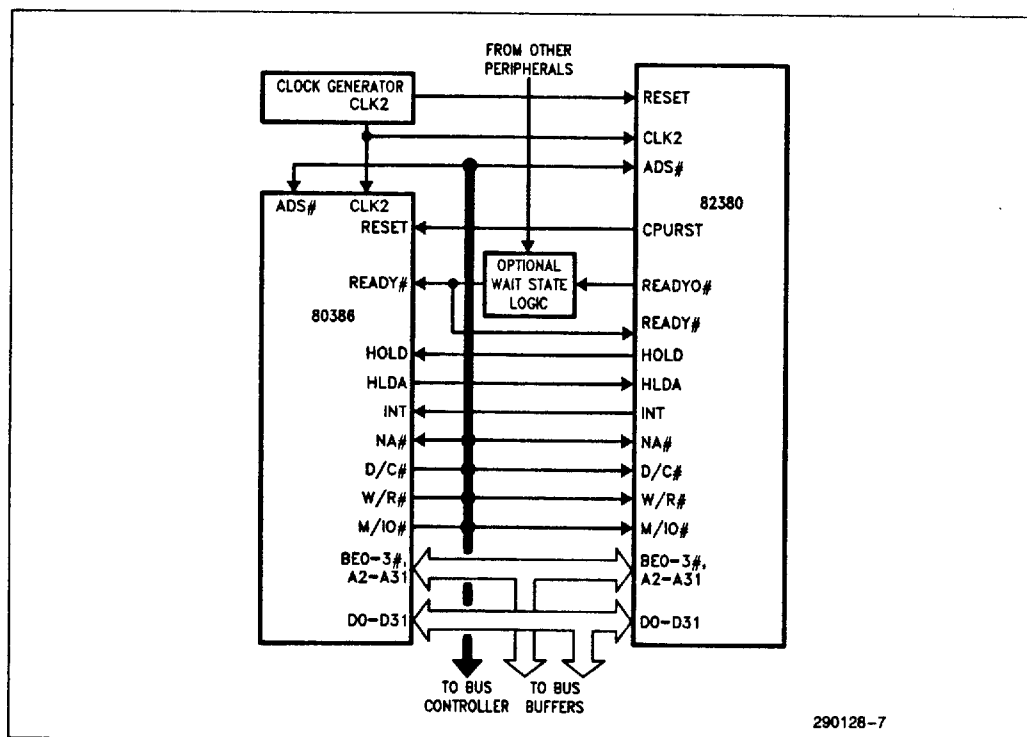 FROM OTHER
PERIPHERALS
CLOCK GENERATOR
CLK2
RESET
CLK2
ADS#
82380
ADS#
CLK2
RESET
CPURST
READY#
OPTIONAL
WAIT STATE
LOGIC
READYO#
80386
READY#
HOLD
HOLD
HLDA
HLDA
INT
INT
NA#
NA#
D/C#
D/C#
W/R#
W/R#
M/IO#
M/IO#
BE0-3#,
A2-A31
BE0-3#,
A2-A31
D0-D31
D0-D31
TO BUS
CONTROLLER
TO BUS
BUFFERS
290128-7